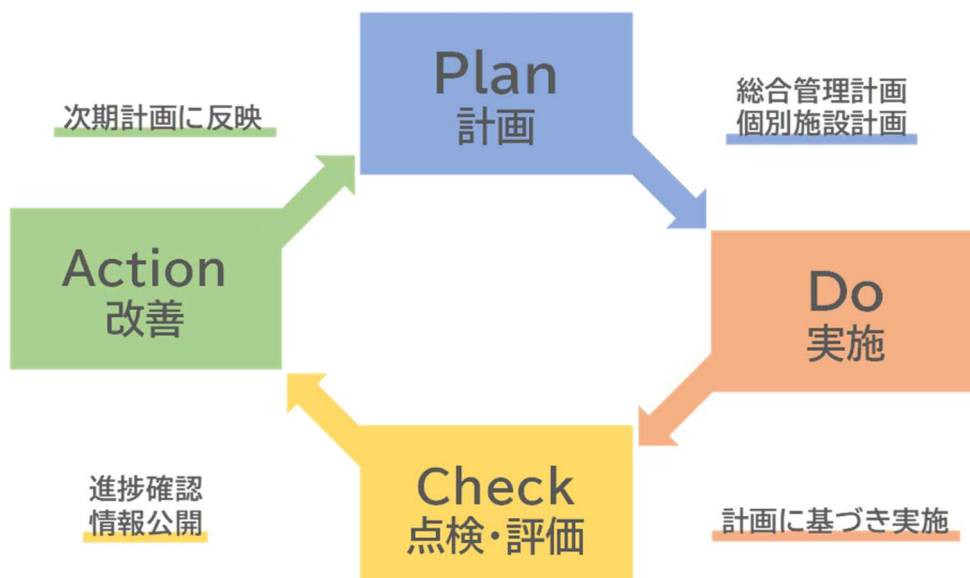 Plan
計画
総合管理計画
個別施設計画
Do
実施
計画に基づき実施
Check
点検・評価
進捗確認
情報公開
Action
改善
次期計画に反映